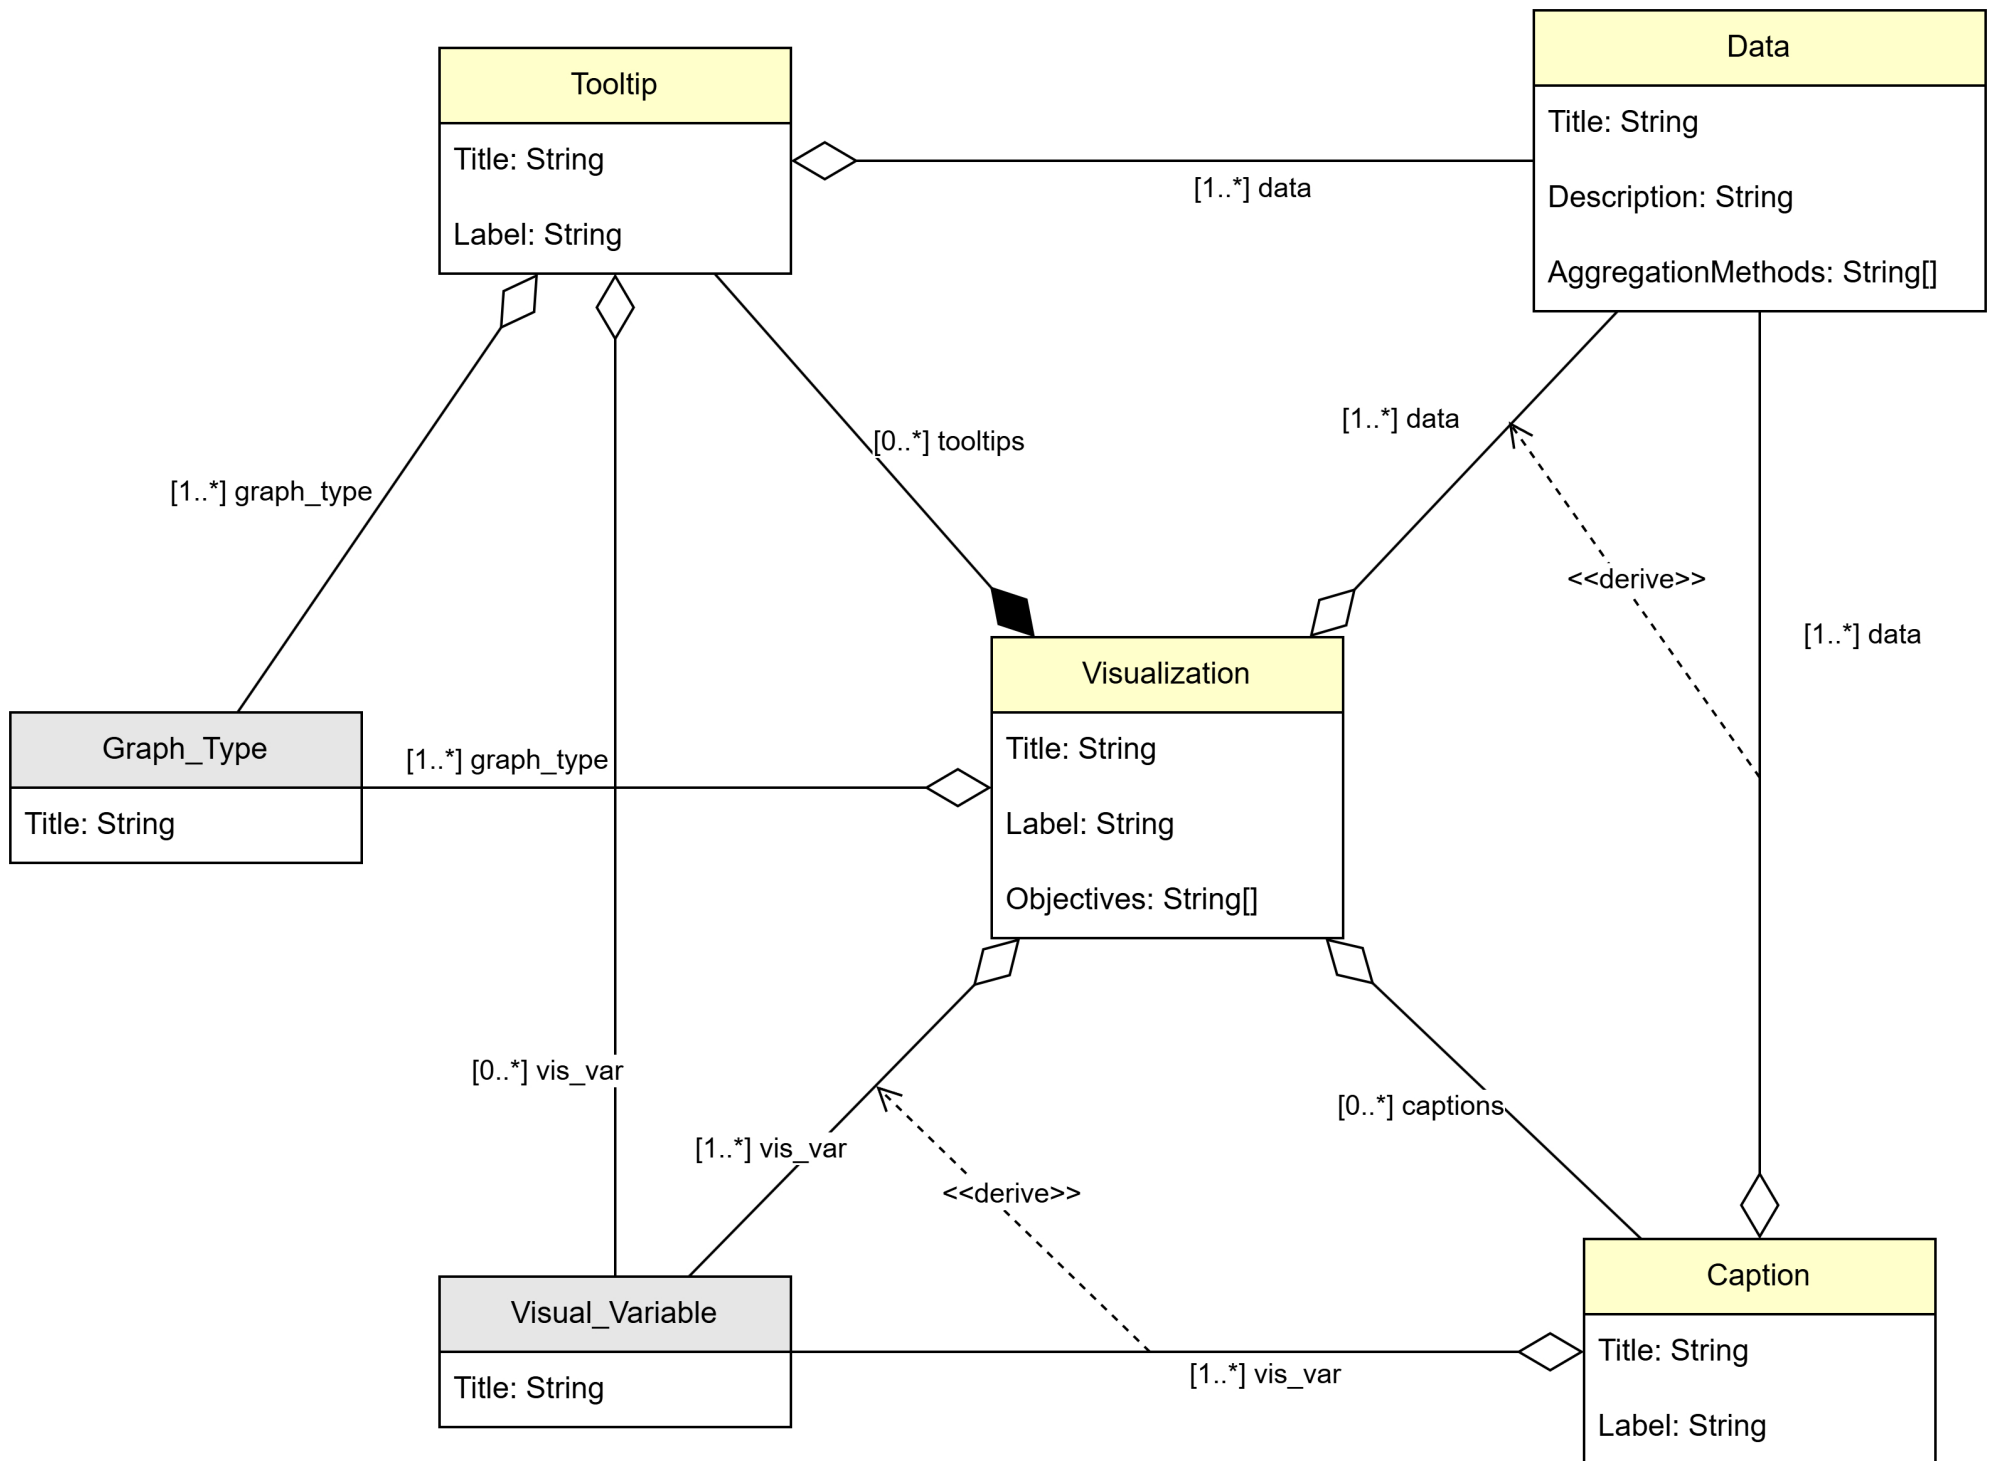 Tooltip
Title: String
Label: String
Data
Title: String
Description: String
AggregationMethods: String[]
[1..*] data
[0..*] tooltips
[1..*] data
[1..*] graph_type
<<derive>>
[1..*] data
Graph_Type
Title: String
[1..*] graph_type
Visualization
Title: String
Label: String
Objectives: String[]
[0..*] vis_var
[1..*] vis_var
<<derive>>
[0..*] captions
Visual_Variable
Title: String
[1..*] vis_var
Caption
Title: String
Label: String